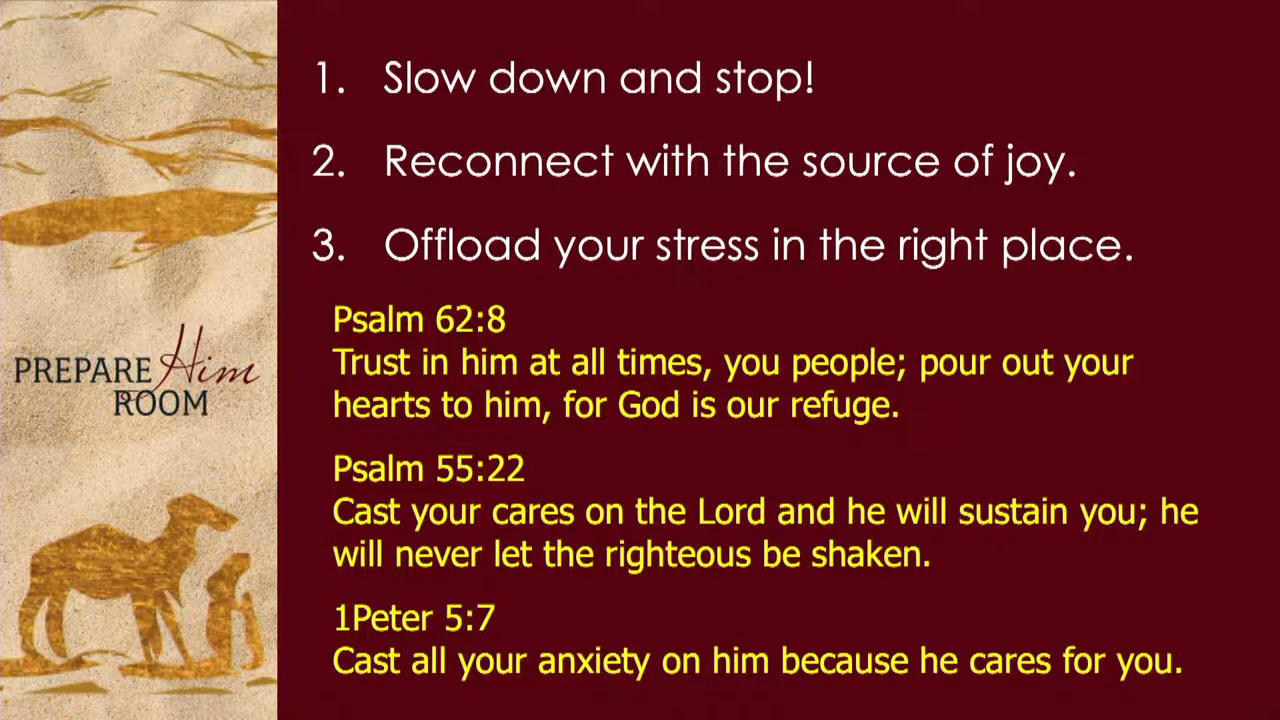 1. Slow down and stop!
2. Reconnect with the source of joy.
3. Offload your stress in the right place.
Psalm 62:8
Trust in him at all times, you people; pour out your
hearts to him, for God is our refuge.
Psalm 55:22
Cast your cares on the Lord and he will sustain you; he
will never let the righteous be shaken.
1Peter 5:7
Cast all your anxiety on him because he cares for you.
PREPARE Him
ROOM